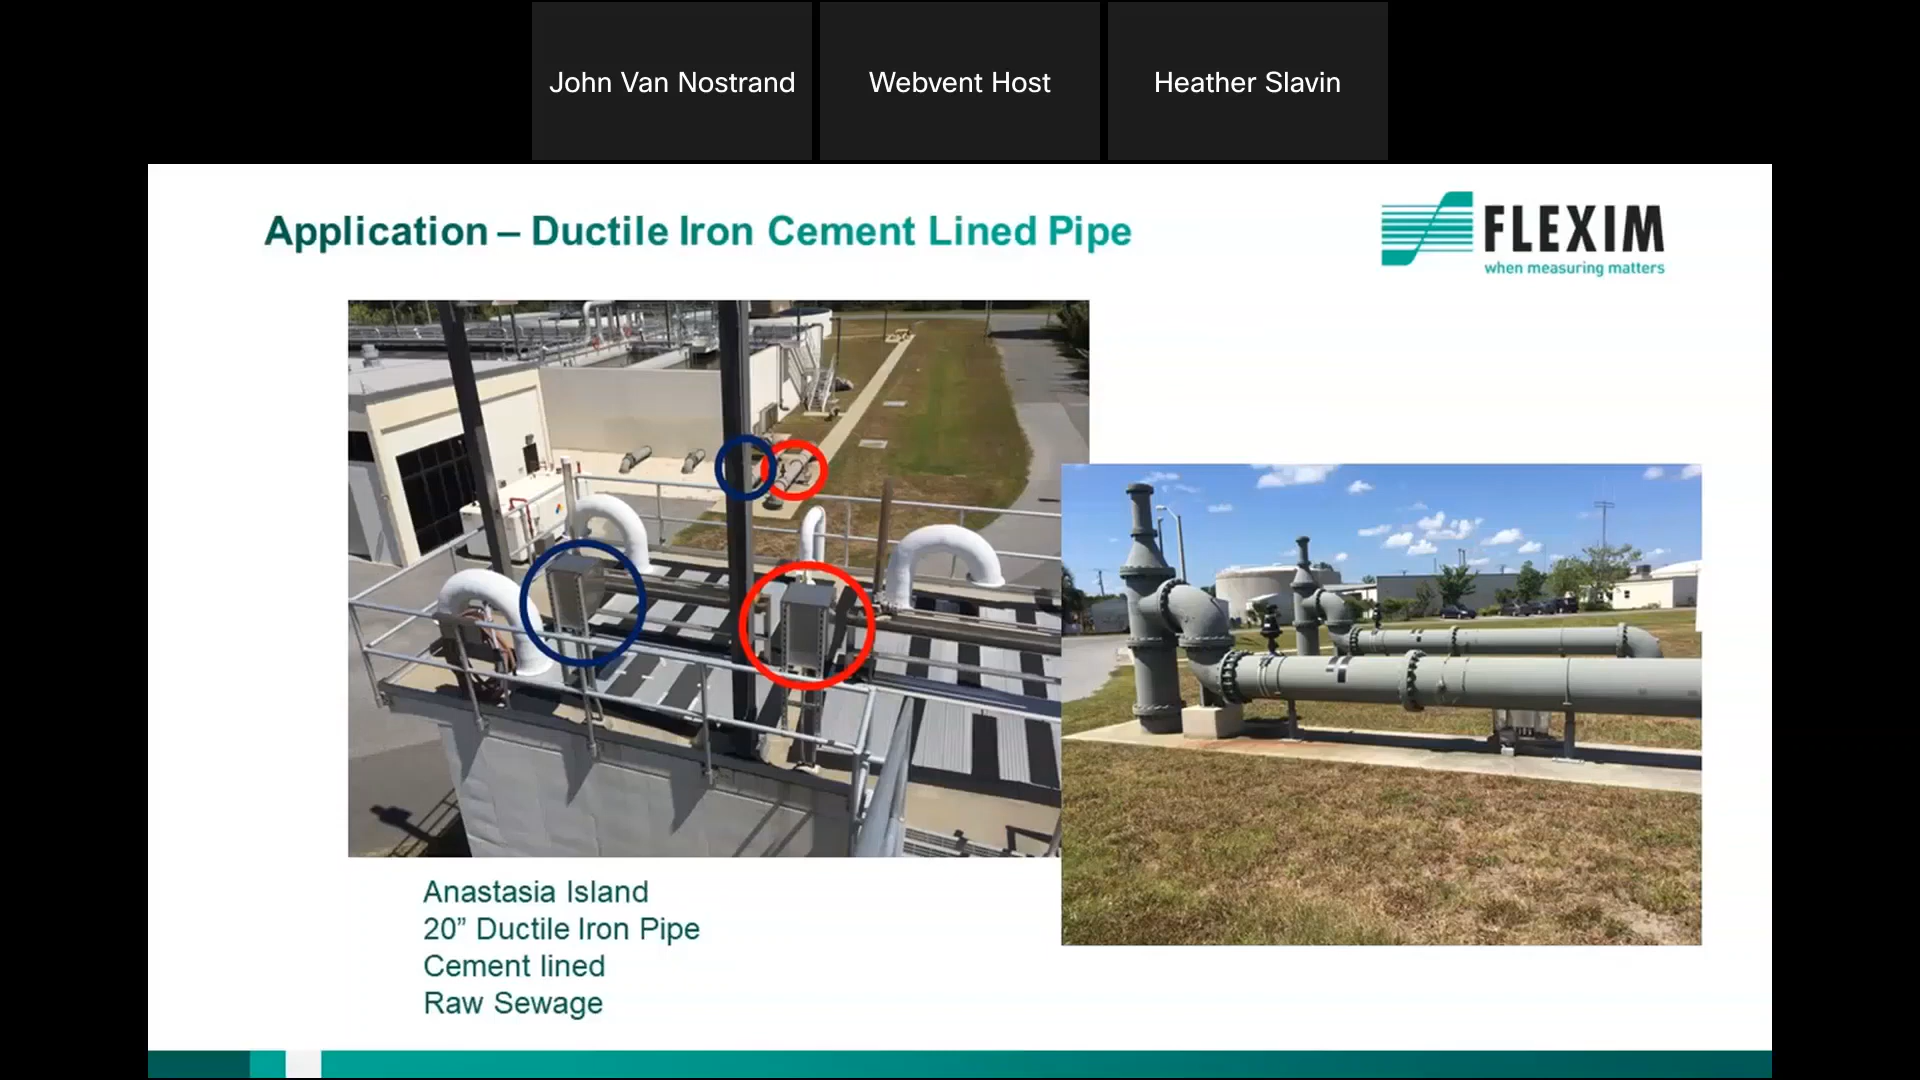 John Van Nostrand
Webvent Host
Heather Slavin
Application – Ductile Iron Cement Lined Pipe
FLEXIM
when measuring matters
Anastasia Island
20” Ductile Iron Pipe
Cement lined
Raw Sewage